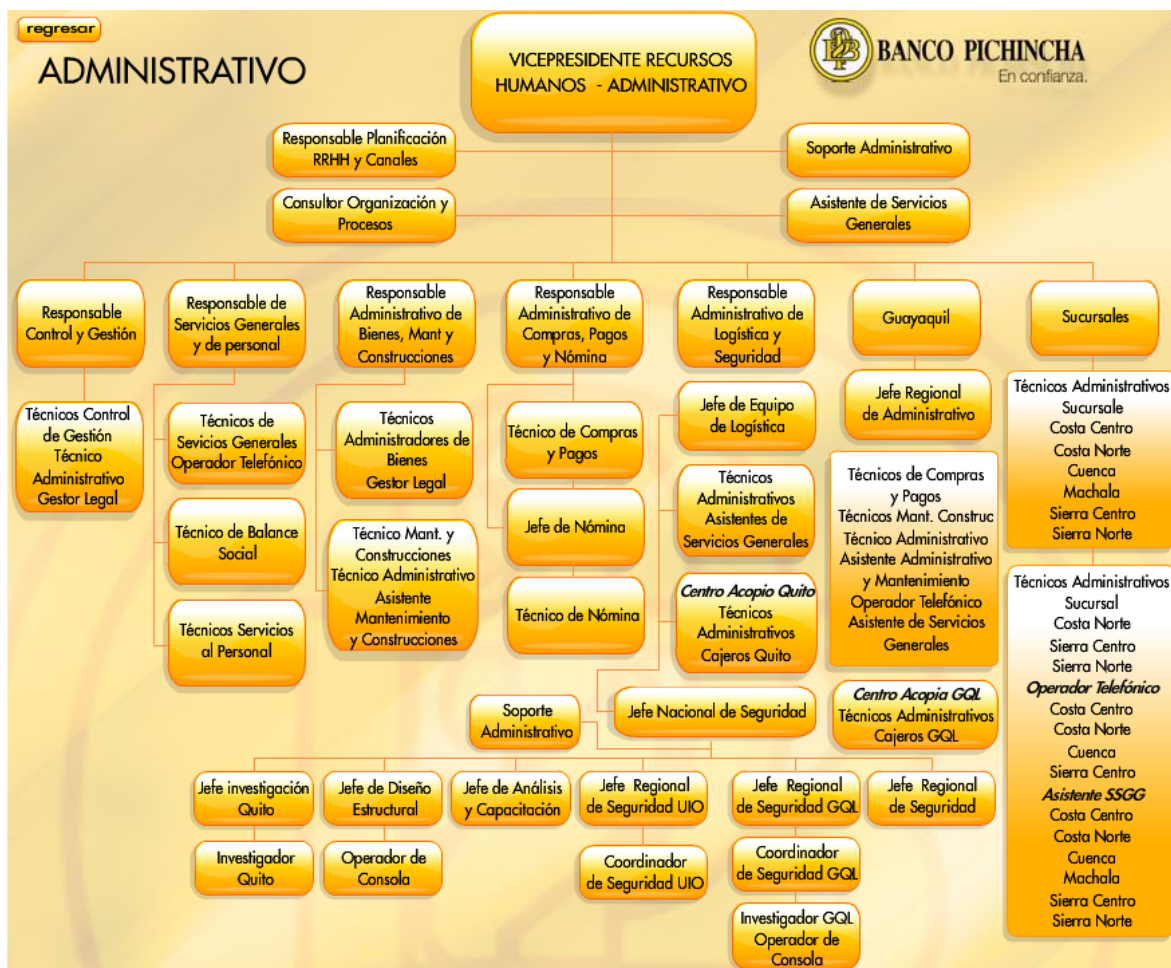 regresar
ADMINISTRATIVO
VICEPRESIDENTE RECURSOS
HUMANOS - ADMINISTRATIVO
BANCO PICHINCHA
En confianza.
Responsable Planificación
RRHH y Canales
Soporte Administrativo
Consultor Organización y
Procesos
Asistente de Servicios
Generales
Responsable
Control y Gestión
Responsable de
Servicios Generales
y de personal
Responsable
Administrativo de
Bienes, Mant y
Construcciones
Responsable
Administrativo de
Compras, Pagos
y Nómina
Responsable
Administrativo de
Logística y
Seguridad
Guayaquil
Sucursales
Técnicos Control
de Gestión
Técnico
Administrativo
Gestor Legal
Técnicos de
Servicios Generales
Operador Telefónico
Técnico de Balance
Social
Técnicos Servicios
al Personal
Técnicos
Administradores de
Bienes
Gestor Legal
Técnico Mant. y
Construcciones
Técnico Administrativo
Asistente
Mantenimiento
y Construcciones
Técnico de Compras
y Pagos
Jefe de Nómina
Técnico de Nómina
Jefe de Equipo
de Logística
Técnicos
Administrativos
Asistentes de
Servicios Generales
Centro Acopio Quito
Técnicos
Administrativos
Cajeros Quito
Jefe Regional
de Administrativo
Técnicos de Compras
y Pagos
Técnicos Mant. Construc
Técnico Administrativo
Asistente Administrativo
y Mantenimiento
Operador Telefónico
Asistente de Servicios
Generales
Centro Acopia GQL
Técnicos Administrativos
Cajeros GQL
Técnicos Administrativos
Sucursale
Costa Centro
Costa Norte
Cuenca
Machala
Sierra Centro
Sierra Norte
Técnicos Administrativos
Sucursal
Costa Norte
Sierra Centro
Sierra Norte
Operador Telefónico
Costa Centro
Costa Norte
Cuenca
Sierra Centro
Asistente SSGG
Costa Centro
Costa Norte
Cuenca
Machala
Sierra Centro
Sierra Norte
Soporte
Administrativo
Jefe Nacional de Seguridad
Jefe investigación
Quito
Jefe de Diseño
Estructural
Jefe de Análisis
y Capacitación
Jefe Regional
de Seguridad UIO
Jefe Regional
de Seguridad GQL
Jefe Regional
de Seguridad
Investigador
Quito
Operador de
Consola
Coordinador
de Seguridad UIO
Coordinador
de Seguridad GQL
Investigador GQL
Operador de
Consola